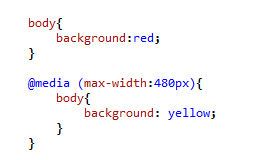 body{
    background:red;
}

@media (max-width:480px){
    body{
        background: yellow;
    }
}